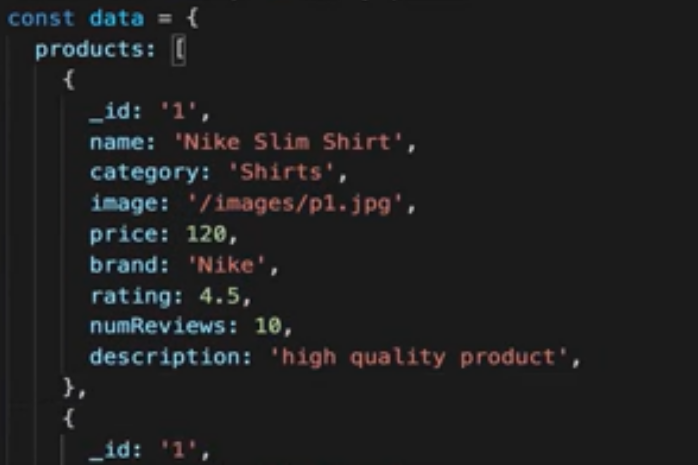 const data = {
products: [
{
_id: '1',
name: 'Nike Slim Shirt',
category: 'Shirts',
image: '/images/p1.jpg',
price: 120,
brand: 'Nike',
rating: 4.5,
numReviews: 10,
description: 'high quality product',
},
{
_id: '1',